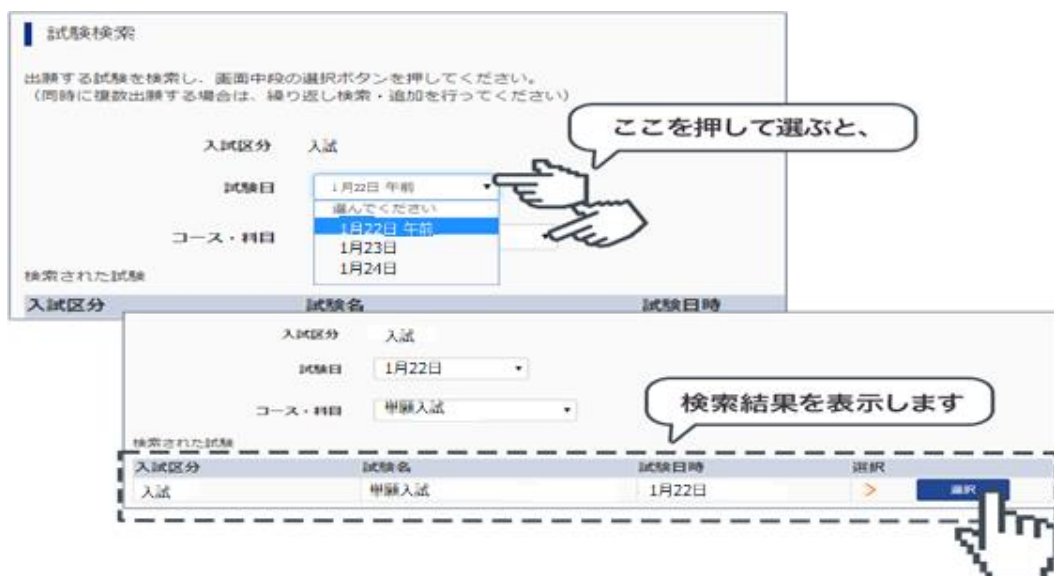 試験検索
出願する試験を検索し、画面中段の選択ボタンを押してください。
（同時に複数出願する場合は、繰り返し検索・追加を行ってください）
ここを押して選ぶと、
入試区分 入試
試験日 1月22日 午前
選んでください
1月22日 午前
1月23日
1月24日
コース・科目
検索された試験
入試区分 試験名 試験日時
入試区分 入試
試験日 1月22日
コース・科目 単願入試
検索結果を表示します
検索された試験
入試区分 試験名 試験日時 選択
入試 単願入試 1月22日 > 選択